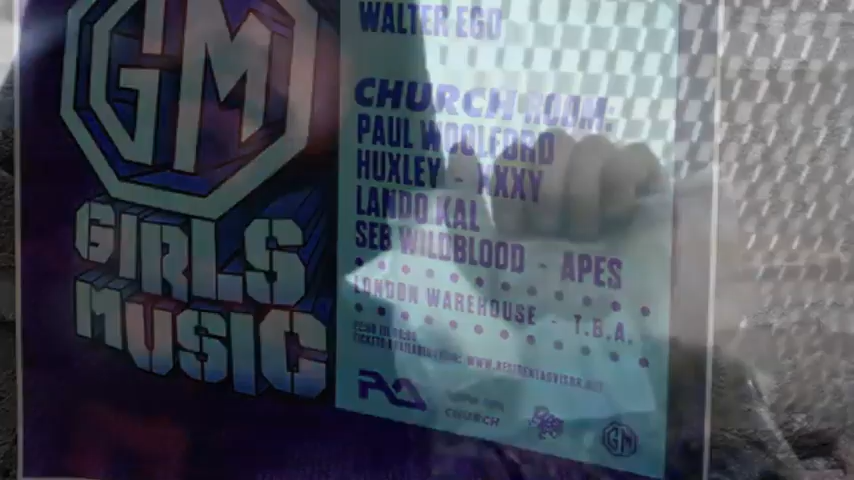 GM
GIRLS
MUSIC
WALTER EGO
CHURCH ROOM:
PAUL WOOLFORD
HUXLEY - XXXY
LANDO KAL
SEB WILDBLOOD - APES
LONDON WAREHOUSE - T.B.A.
WWW.RESIDENTADVISOR.NET
RA
CHURCH
GM